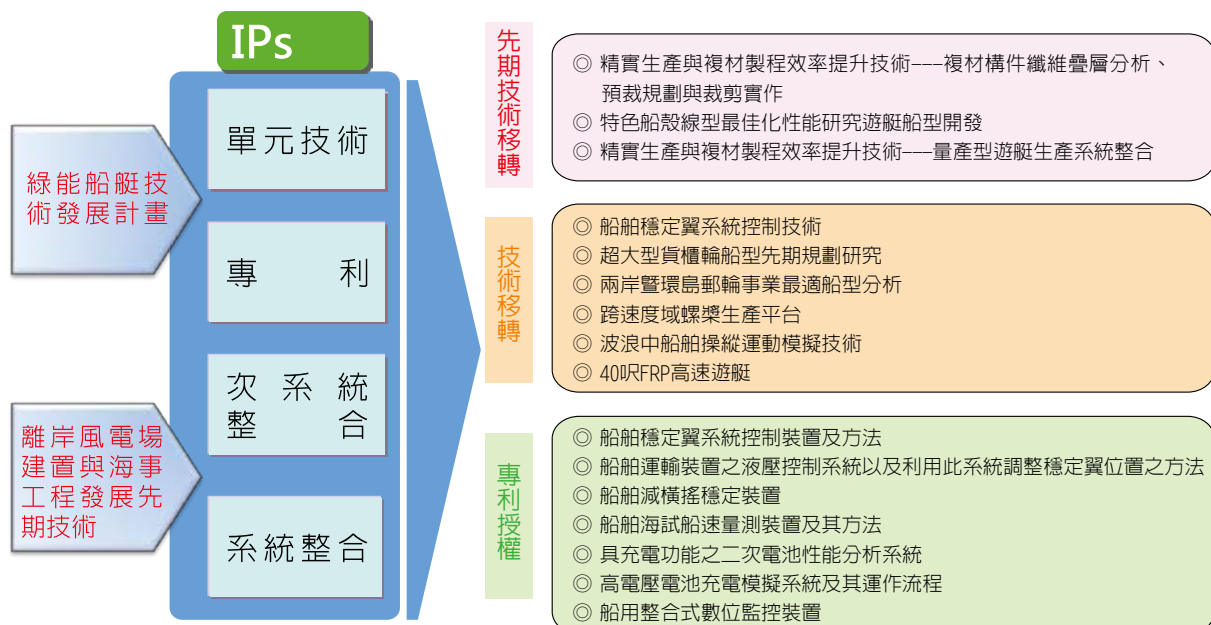 綠能船艇技
術發展計畫
離岸風電場
建置與海事
工程發展先
期技術
IPs
單元技術
專利
次系統
整合
系統整合
先期技術移轉
◎ 精實生產與複材製程效率提升技術---複材構件纖維疊層分析、
預裁規劃與裁剪實作
◎ 特色船殼線型最佳化性能研究遊艇船型開發
◎ 精實生產與複材製程效率提升技術---量產型遊艇生產系統整合
技術移轉
◎ 船舶穩定翼系統控制技術
◎ 超大型貨櫃輪船型先期規劃研究
◎ 兩岸暨環島郵輪事業最適船型分析
◎ 跨速度域螺槳生產平台
◎ 波浪中船舶操縱運動模擬技術
◎ 40呎FRP高速遊艇
專利授權
◎ 船舶穩定翼系統控制裝置及方法
◎ 船舶運輸裝置之液壓控制系統以及利用此系統調整穩定翼位置之方法
◎ 船舶減橫搖穩定裝置
◎ 船舶海試船速量測裝置及其方法
◎ 具充電功能之二次電池性能分析系統
◎ 高電壓電池充電模擬系統及其運作流程
◎ 船用整合式數位監控裝置